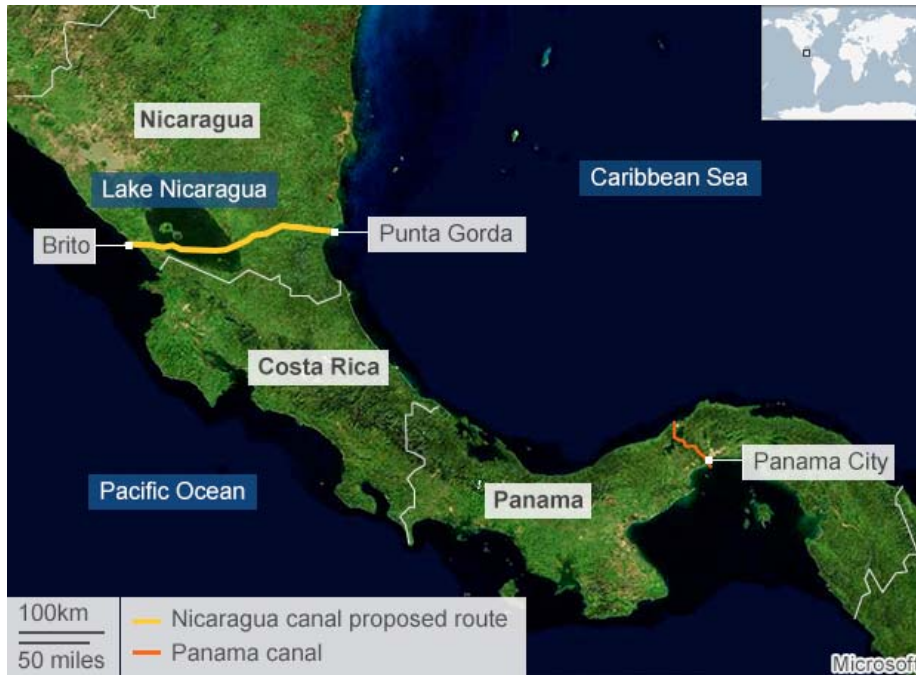 Nicaragua
Lake Nicaragua
Caribbean Sea
Brito
Punta Gorda
Costa Rica
Panama City
Pacific Ocean
Panama
100km
50 miles
Nicaragua canal proposed route
Panama canal
Microsoft